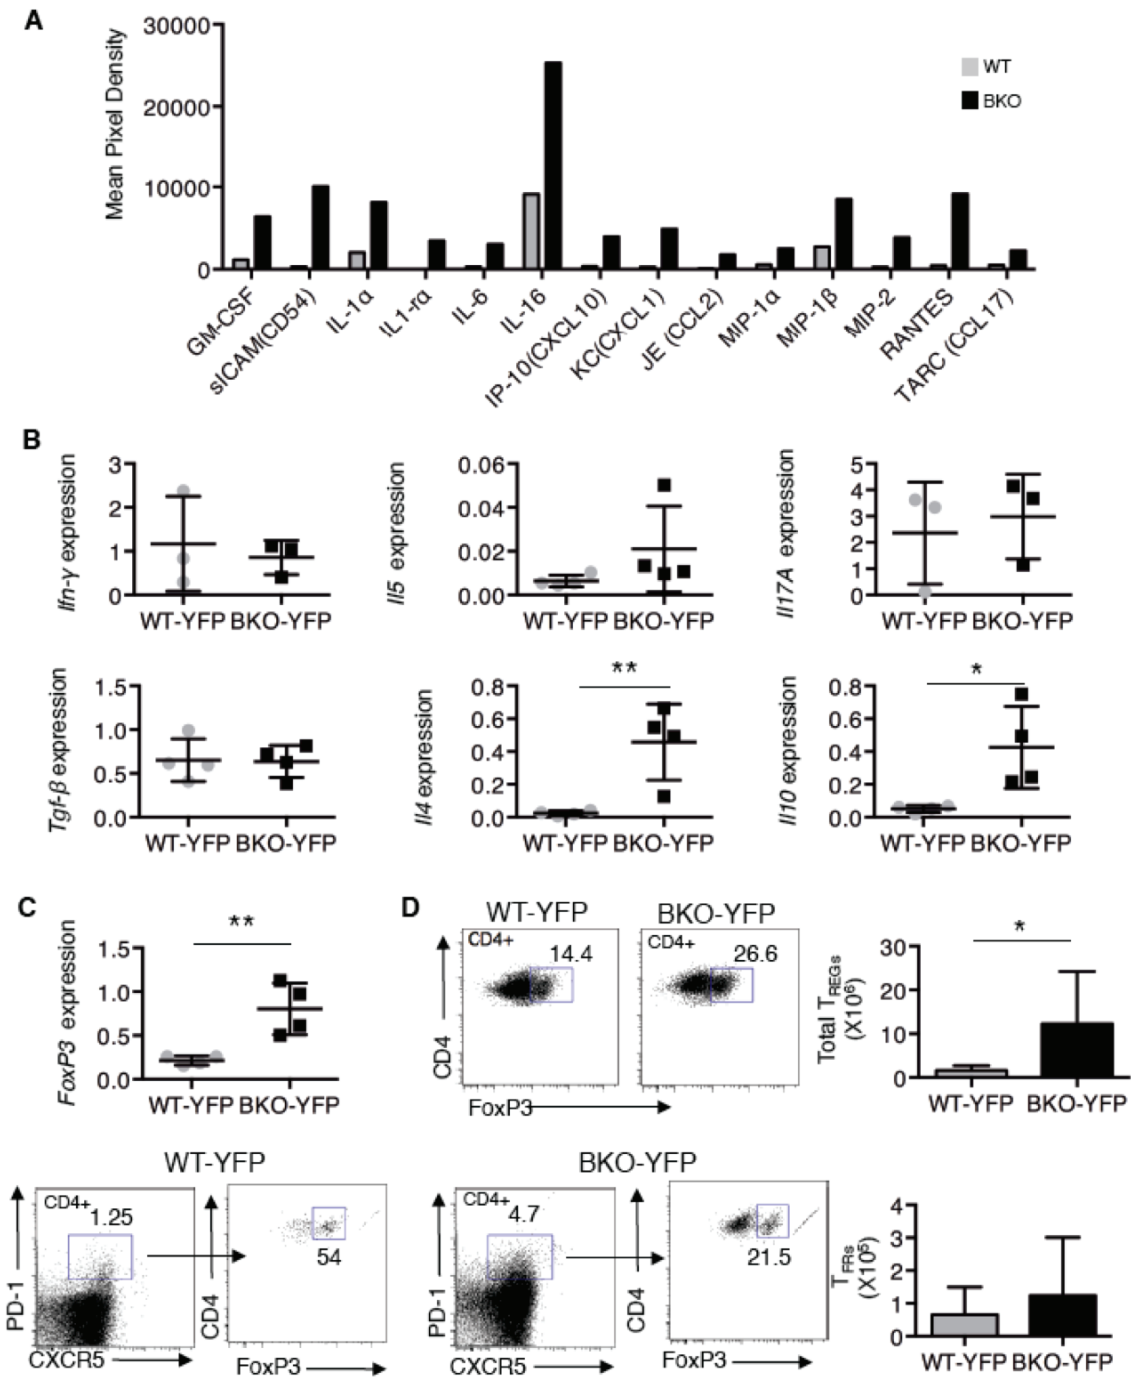 A
Mean Pixel Density
30000
20000
10000
0
WT
BKO
GM-CSF
sICAM(CD54)
IL-1α
IL1-rα
IL-6
IL-16
IP-10(CXCL10)
KC(CXCL1)
JE (CCL2)
MIP-1α
MIP-1β
MIP-2
RANTES
TARC (CCL17)
B
Ifn-γ expression
3
2
1
0
WT-YFP BKO-YFP
Il5 expression
0.06
0.04
0.02
0.00
WT-YFP BKO-YFP
Il17A expression
5
4
3
2
1
0
WT-YFP BKO-YFP
Tgf-β expression
1.5
1.0
0.5
0.0
WT-YFP BKO-YFP
Il4 expression
0.8
0.6
0.4
0.2
0.0
**
WT-YFP BKO-YFP
Il10 expression
0.8
0.6
0.4
0.2
0.0
*
WT-YFP BKO-YFP
C
FoxP3 expression
1.5
1.0
0.5
0.0
**
WT-YFP BKO-YFP
D
WT-YFP
BKO-YFP
CD4+
14.4
CD4+
26.6
CD4
FoxP3
Total TREGs
(X10⁶)
30
20
10
0
*
WT-YFP BKO-YFP
WT-YFP
CD4+
1.25
PD-1
CXCR5
54
CD4
FoxP3
BKO-YFP
CD4+
4.7
PD-1
CXCR5
21.5
CD4
FoxP3
TFRs
(X10⁵)
4
3
2
1
0
WT-YFP BKO-YFP